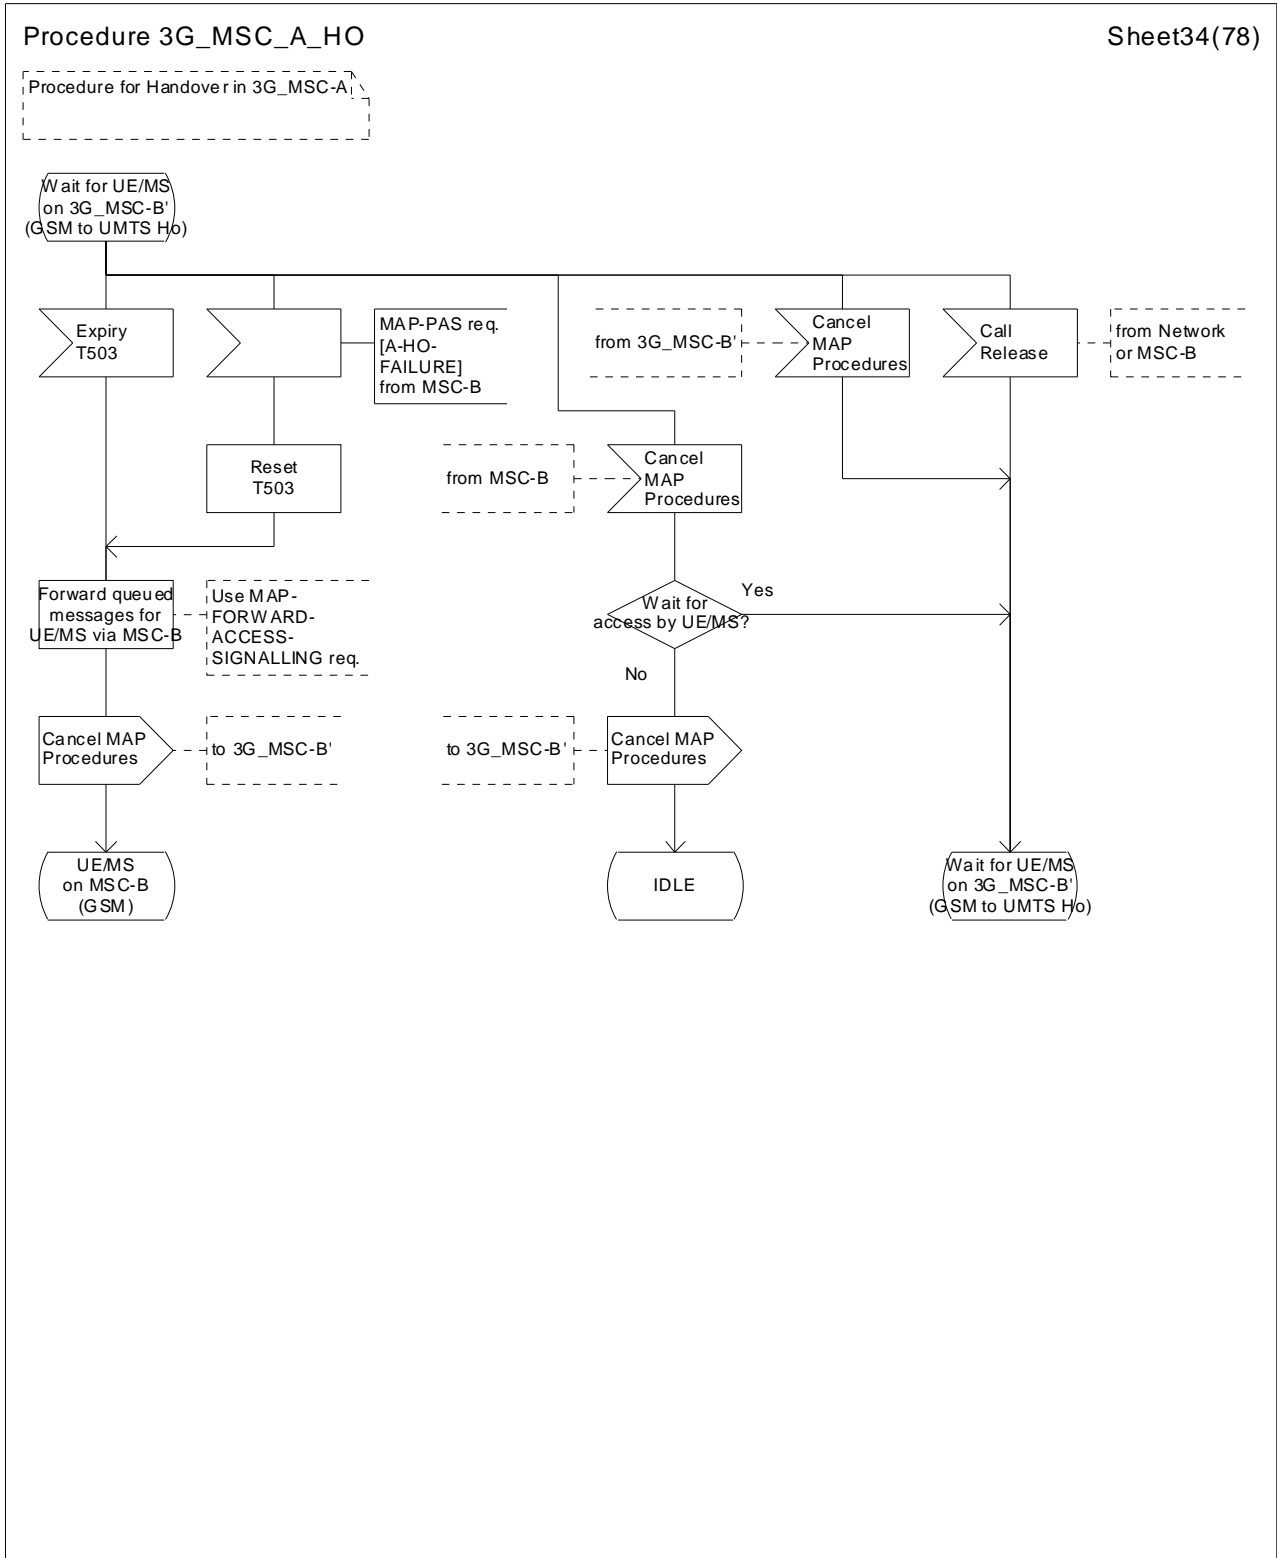 Procedure 3G_MSC_A_HO
Sheet34(78)
Procedure for Handover in 3G_MSC-A
Wait for UE/MS
on 3G_MSC-B'
(GSM to UMTS Ho)
Expiry
T503
MAP-PAS req.
[A-HO-
FAILURE]
from MSC-B
from 3G_MSC-B'
Cancel
MAP
Procedures
Call
Release
from Network
or MSC-B
Reset
T503
from MSC-B
Cancel
MAP
Procedures
Forward queued
messages for
UE/MS via MSC-B
Use MAP-
FORWARD-
ACCESS-
SIGNALLING req.
Wait for
access by UE/MS?
Yes
No
Cancel MAP
Procedures
to 3G_MSC-B'
to 3G_MSC-B'
Cancel MAP
Procedures
UE/MS
on MSC-B
(GSM)
IDLE
Wait for UE/MS
on 3G_MSC-B'
(GSM to UMTS Ho)